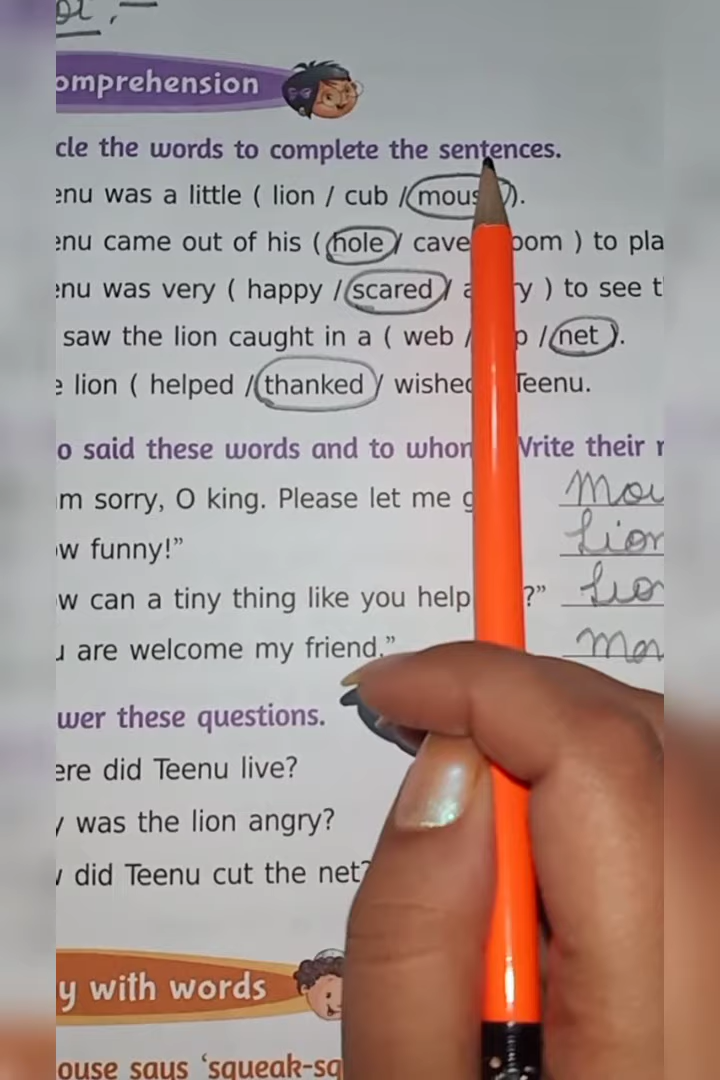 omprehension
cle the words to complete the sentences.
enu was a little ( lion / cub / mous ).
enu came out of his ( hole / cave oom ) to pla
enu was very ( happy / scared / a y ) to see t
saw the lion caught in a ( web / p / net ).
e lion ( helped / thanked / wished Teenu.
o said these words and to whom Write their
m sorry, O king. Please let me g Mou
ow funny!” Lion
ow can a tiny thing like you help ?” Lio
u are welcome my friend.” Mou
wer these questions.
ere did Teenu live?
y was the lion angry?
w did Teenu cut the net?
y with words
ouse says ‘squeak-sq